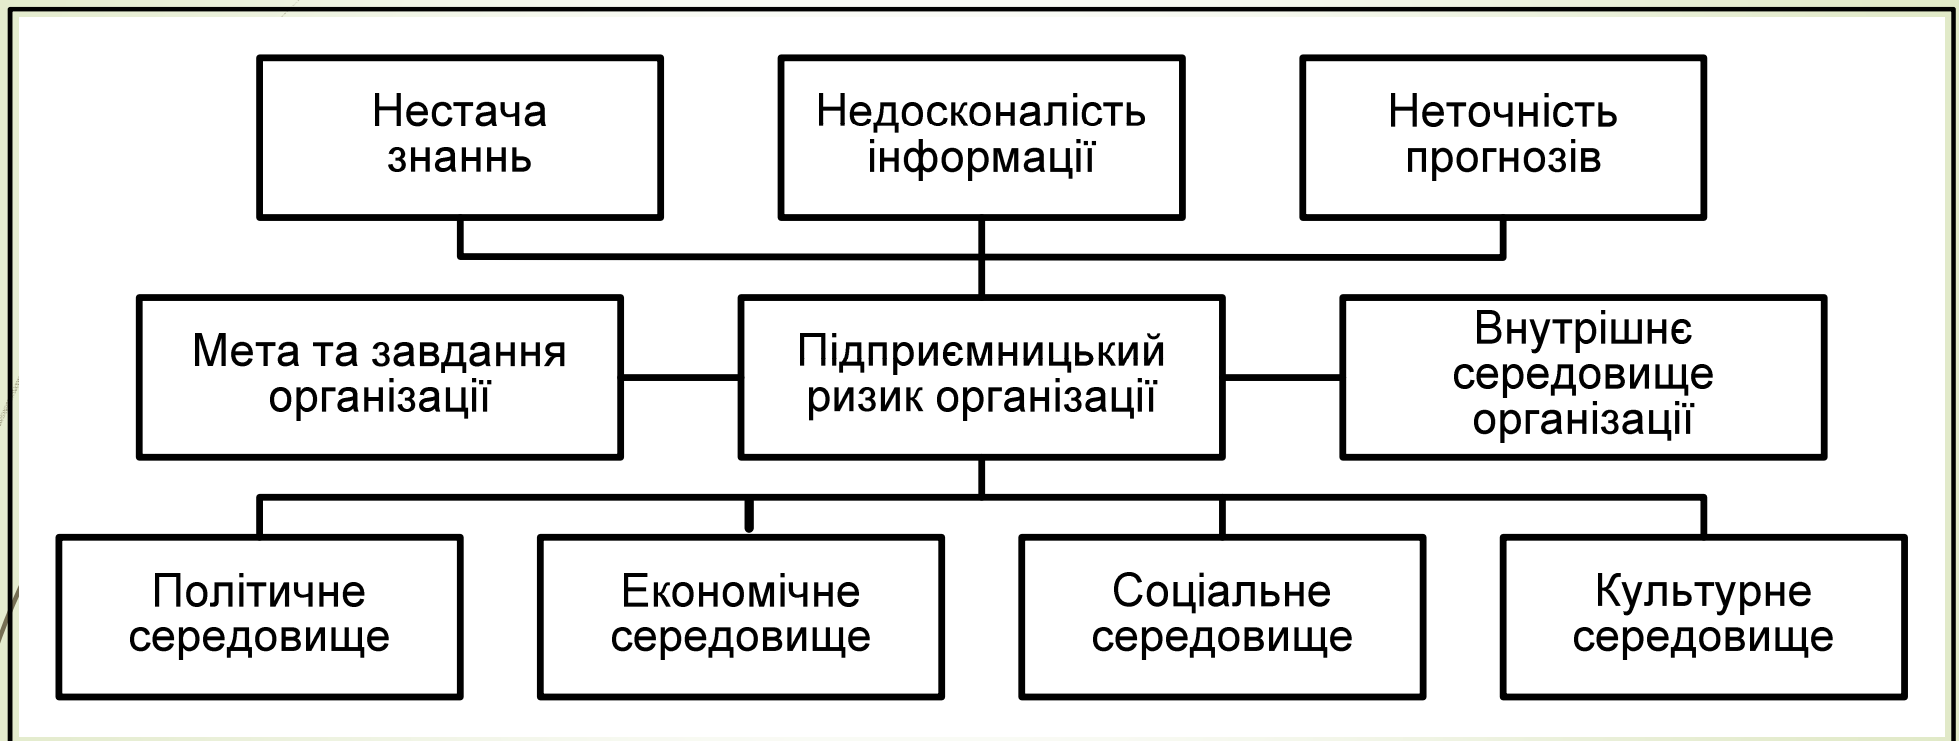 Нестача
знаннь
Недосконалість
інформації
Неточність
прогнозів
Мета та завдання
організації
Підприємницький
ризик організації
Внутрішнє
середовище
організації
Політичне
середовище
Економічне
середовище
Соціальне
середовище
Культурне
середовище